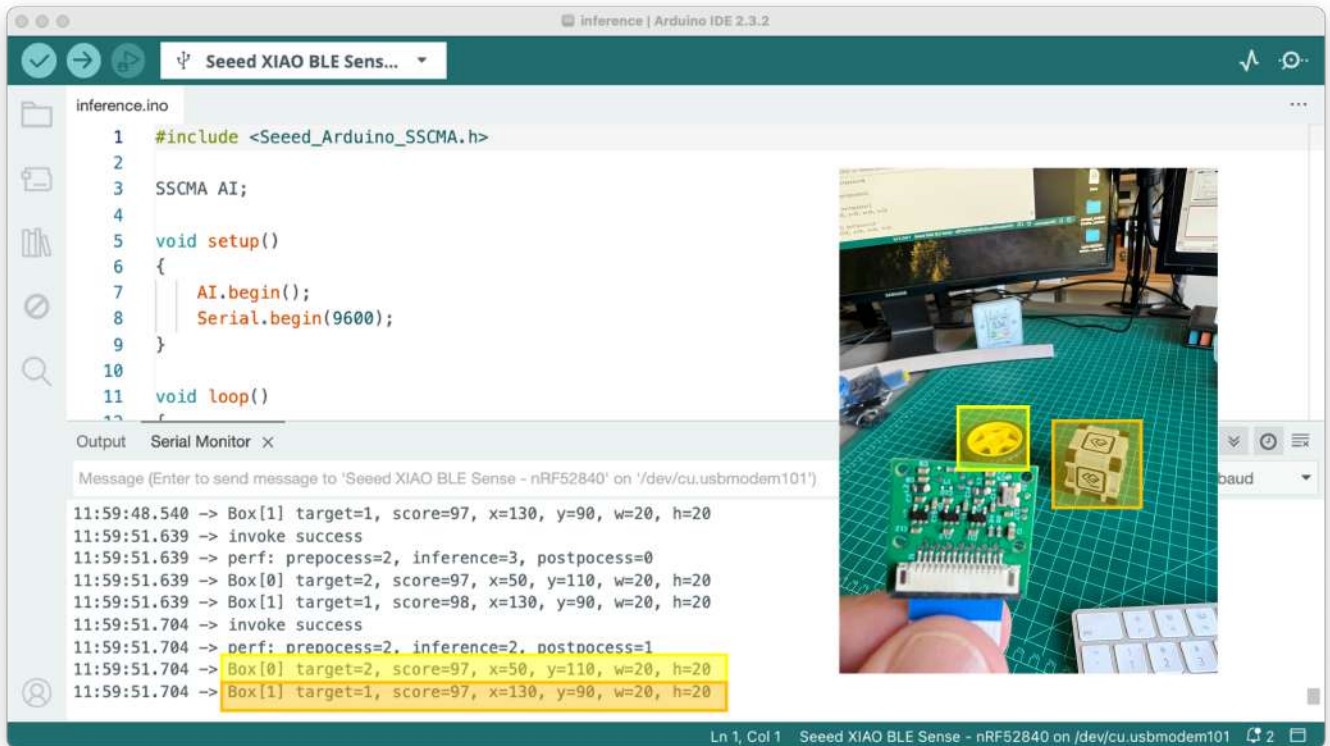 inference | Arduino IDE 2.3.2
Seeed XIAO BLE Sens...
inference.ino
1 #include <Seeed_Arduino_SSCMA.h>
2
3 SSCMA AI;
4
5 void setup()
6 {
7 AI.begin();
8 Serial.begin(9600);
9 }
10
11 void loop()
12 {
Output Serial Monitor
Message (Enter to send message to 'Seeed XIAO BLE Sense - nRF52840' on '/dev/cu.usbmodem101')
baud
11:59:48.540 -> Box[1] target=1, score=97, x=130, y=90, w=20, h=20
11:59:51.639 -> invoke success
11:59:51.639 -> perf: prepocess=2, inference=3, postpocess=0
11:59:51.639 -> Box[0] target=2, score=97, x=50, y=110, w=20, h=20
11:59:51.639 -> Box[1] target=1, score=98, x=130, y=90, w=20, h=20
11:59:51.704 -> invoke success
11:59:51.704 -> perf: prepocess=2, inference=2, postpocess=1
11:59:51.704 -> Box[0] target=2, score=97, x=50, y=110, w=20, h=20
11:59:51.704 -> Box[1] target=1, score=97, x=130, y=90, w=20, h=20
Ln 1, Col 1 Seeed XIAO BLE Sense - nRF52840 on /dev/cu.usbmodem101 2